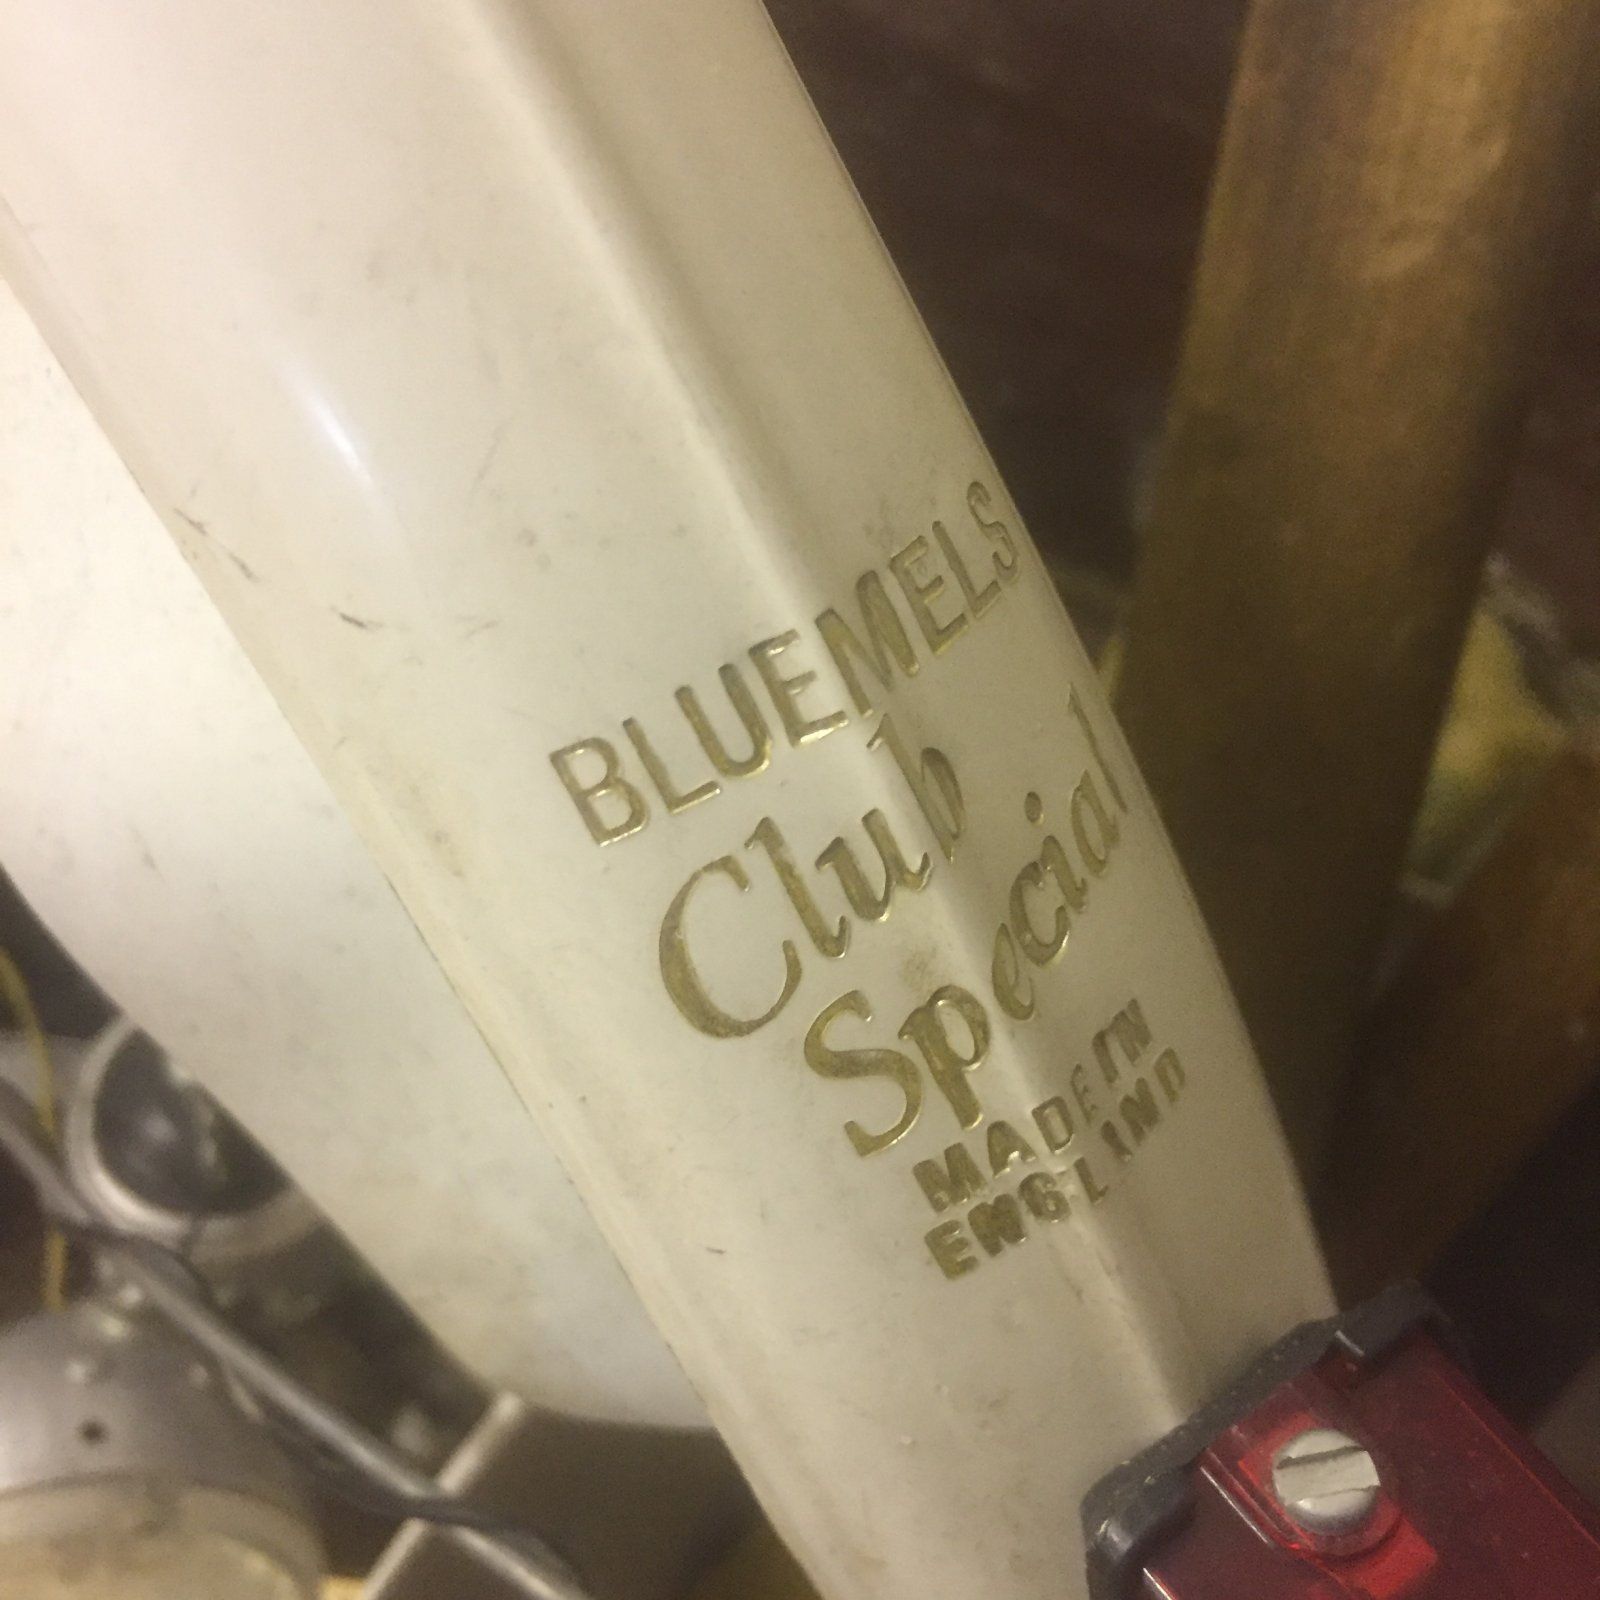 BLUEMELS
Club
Special
MADE IN
ENGLAND